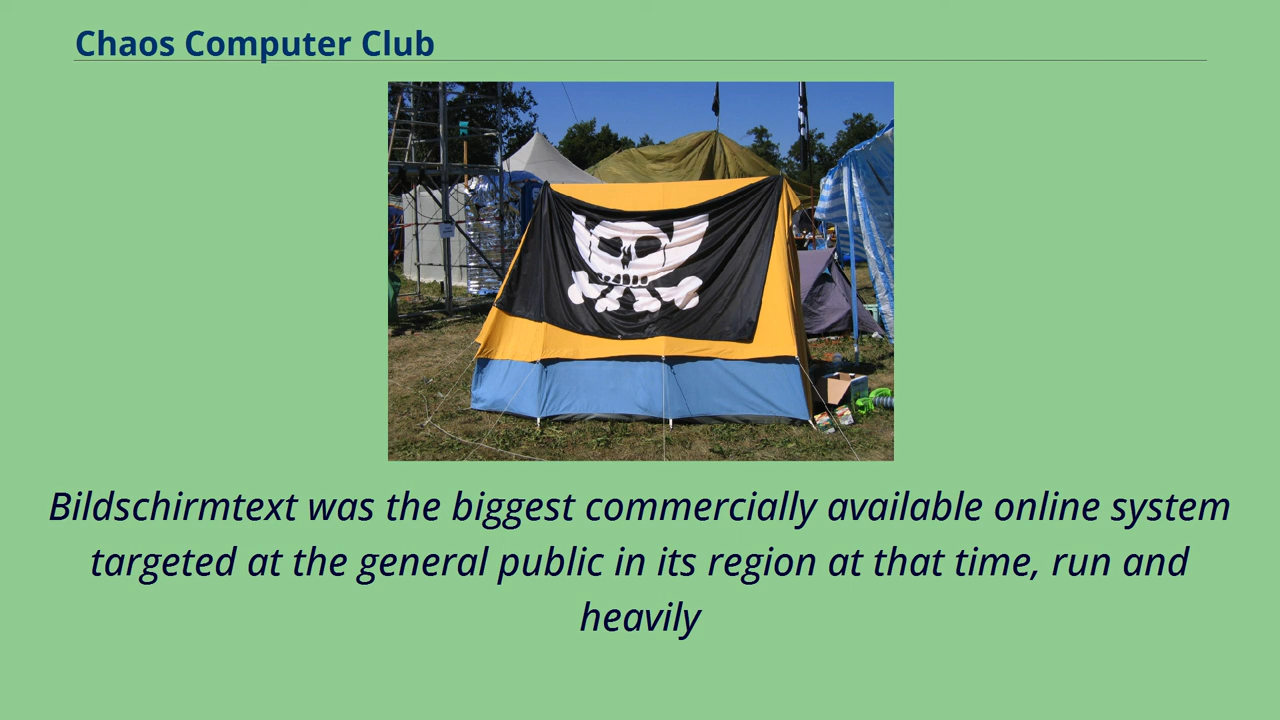 Chaos Computer Club
Bildschirmtext was the biggest commercially available online system
targeted at the general public in its region at that time, run and
heavily